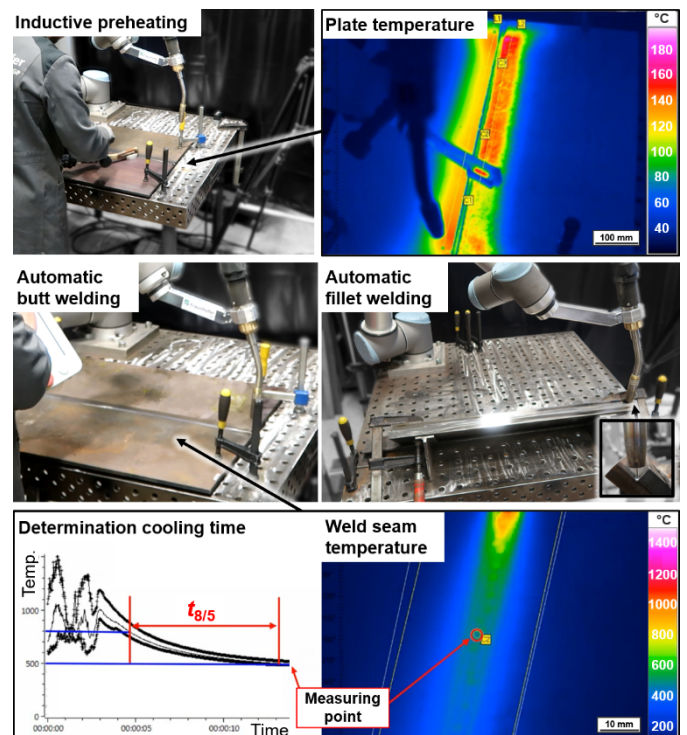 Inductive preheating
Plate temperature
°C
180
160
140
120
100
80
60
40
100 mm
Automatic
butt welding
Automatic
fillet welding
Determination cooling time
Temp.
1000
500
0
t8/5
00:00:00
00:00:05
00:00:10
Time
Measuring
point
Weld seam
temperature
°C
1400
1200
1000
800
600
400
200
10 mm